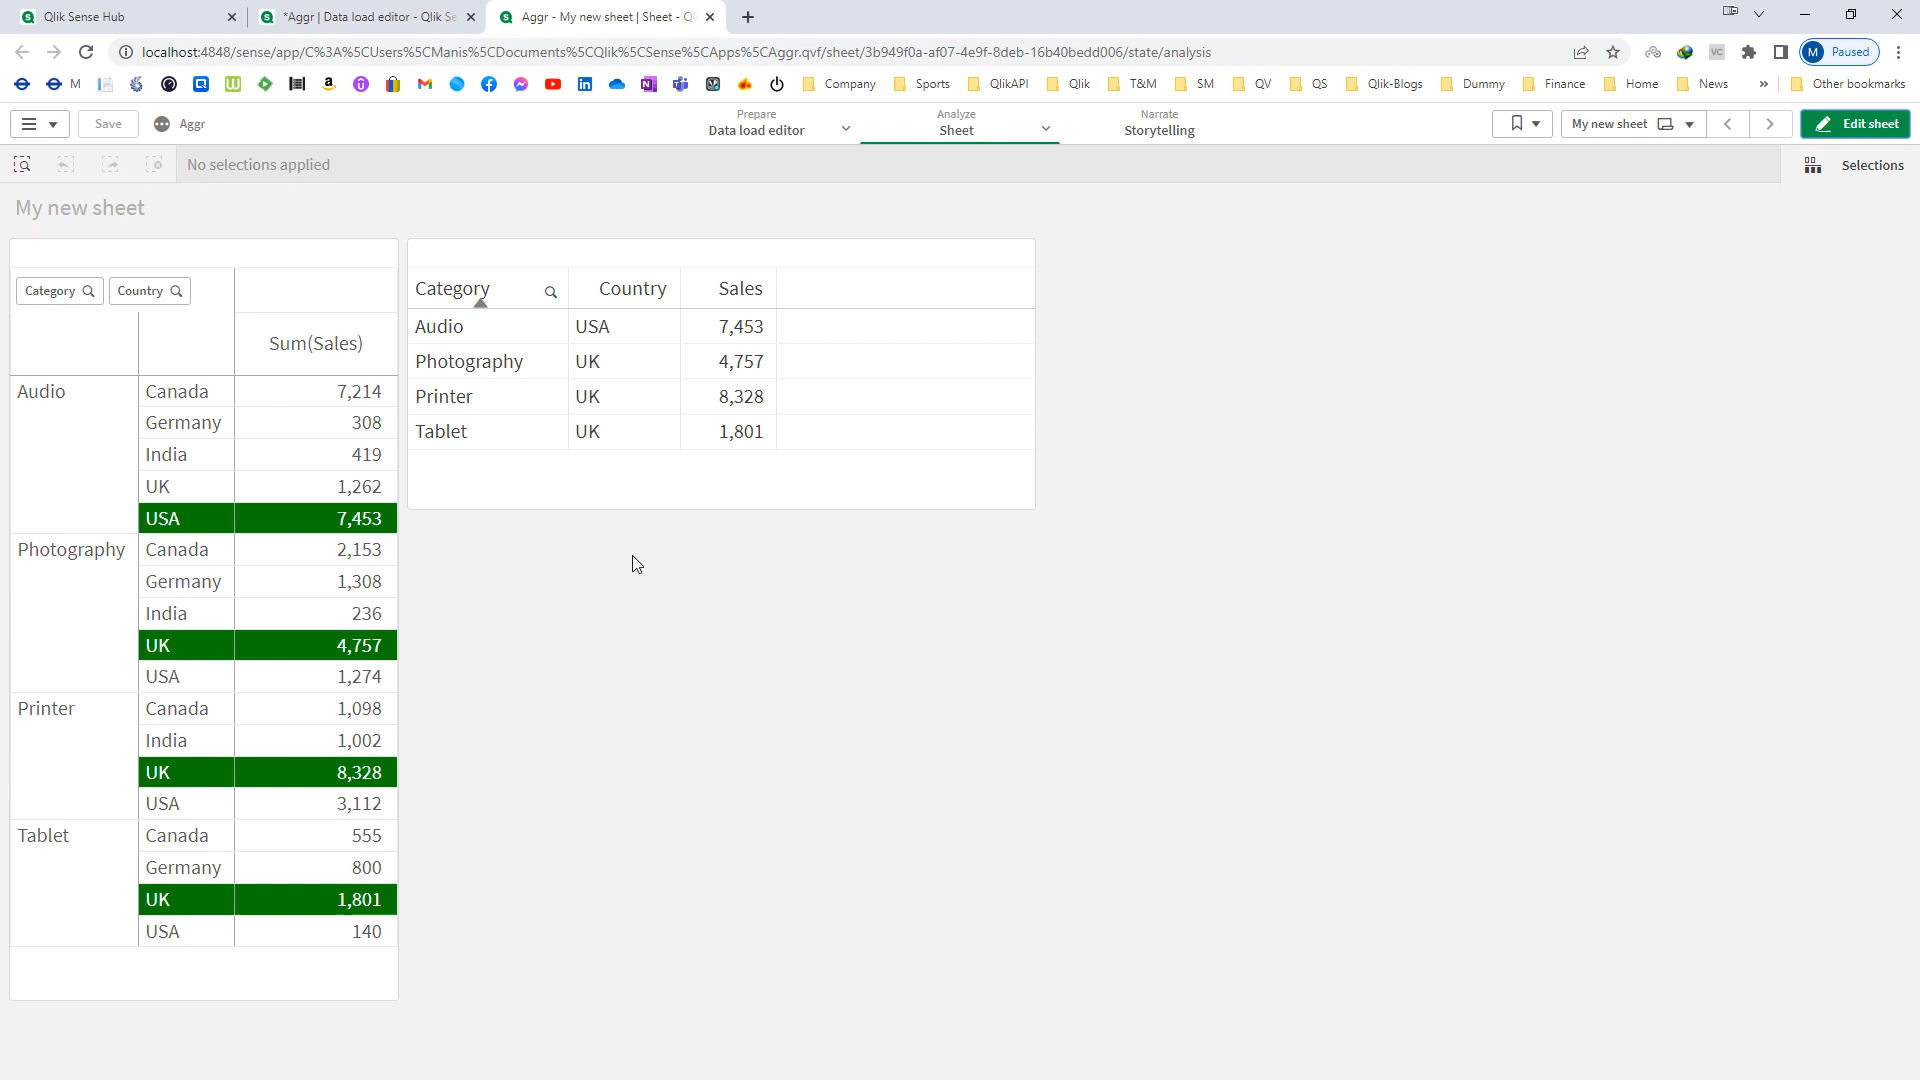 Qlik Sense Hub
*Aggr | Data load editor - Qlik Se
Aggr - My new sheet | Sheet - Q
localhost:4848/sense/app/C%3A%5CUsers%5CManis%5CDocuments%5CQlik%5CSense%5CApps%5CAggr.qvf/sheet/3b949f0a-af07-4e9f-8deb-16b40bedd006/state/analysis
VC
M Paused
M
Company
Sports
QlikAPI
Qlik
T&M
SM
QV
QS
Qlik-Blogs
Dummy
Finance
Home
News
»
Other bookmarks
Save
Aggr
Prepare
Data load editor
Analyze
Sheet
Narrate
Storytelling
My new sheet
Edit sheet
No selections applied
Selections
My new sheet
Category Country
Sum(Sales)
Audio Canada 7,214
Germany 308
India 419
UK 1,262
USA 7,453
Photography Canada 2,153
Germany 1,308
India 236
UK 4,757
USA 1,274
Printer Canada 1,098
India 1,002
UK 8,328
USA 3,112
Tablet Canada 555
Germany 800
UK 1,801
USA 140
Category Country Sales
Audio USA 7,453
Photography UK 4,757
Printer UK 8,328
Tablet UK 1,801